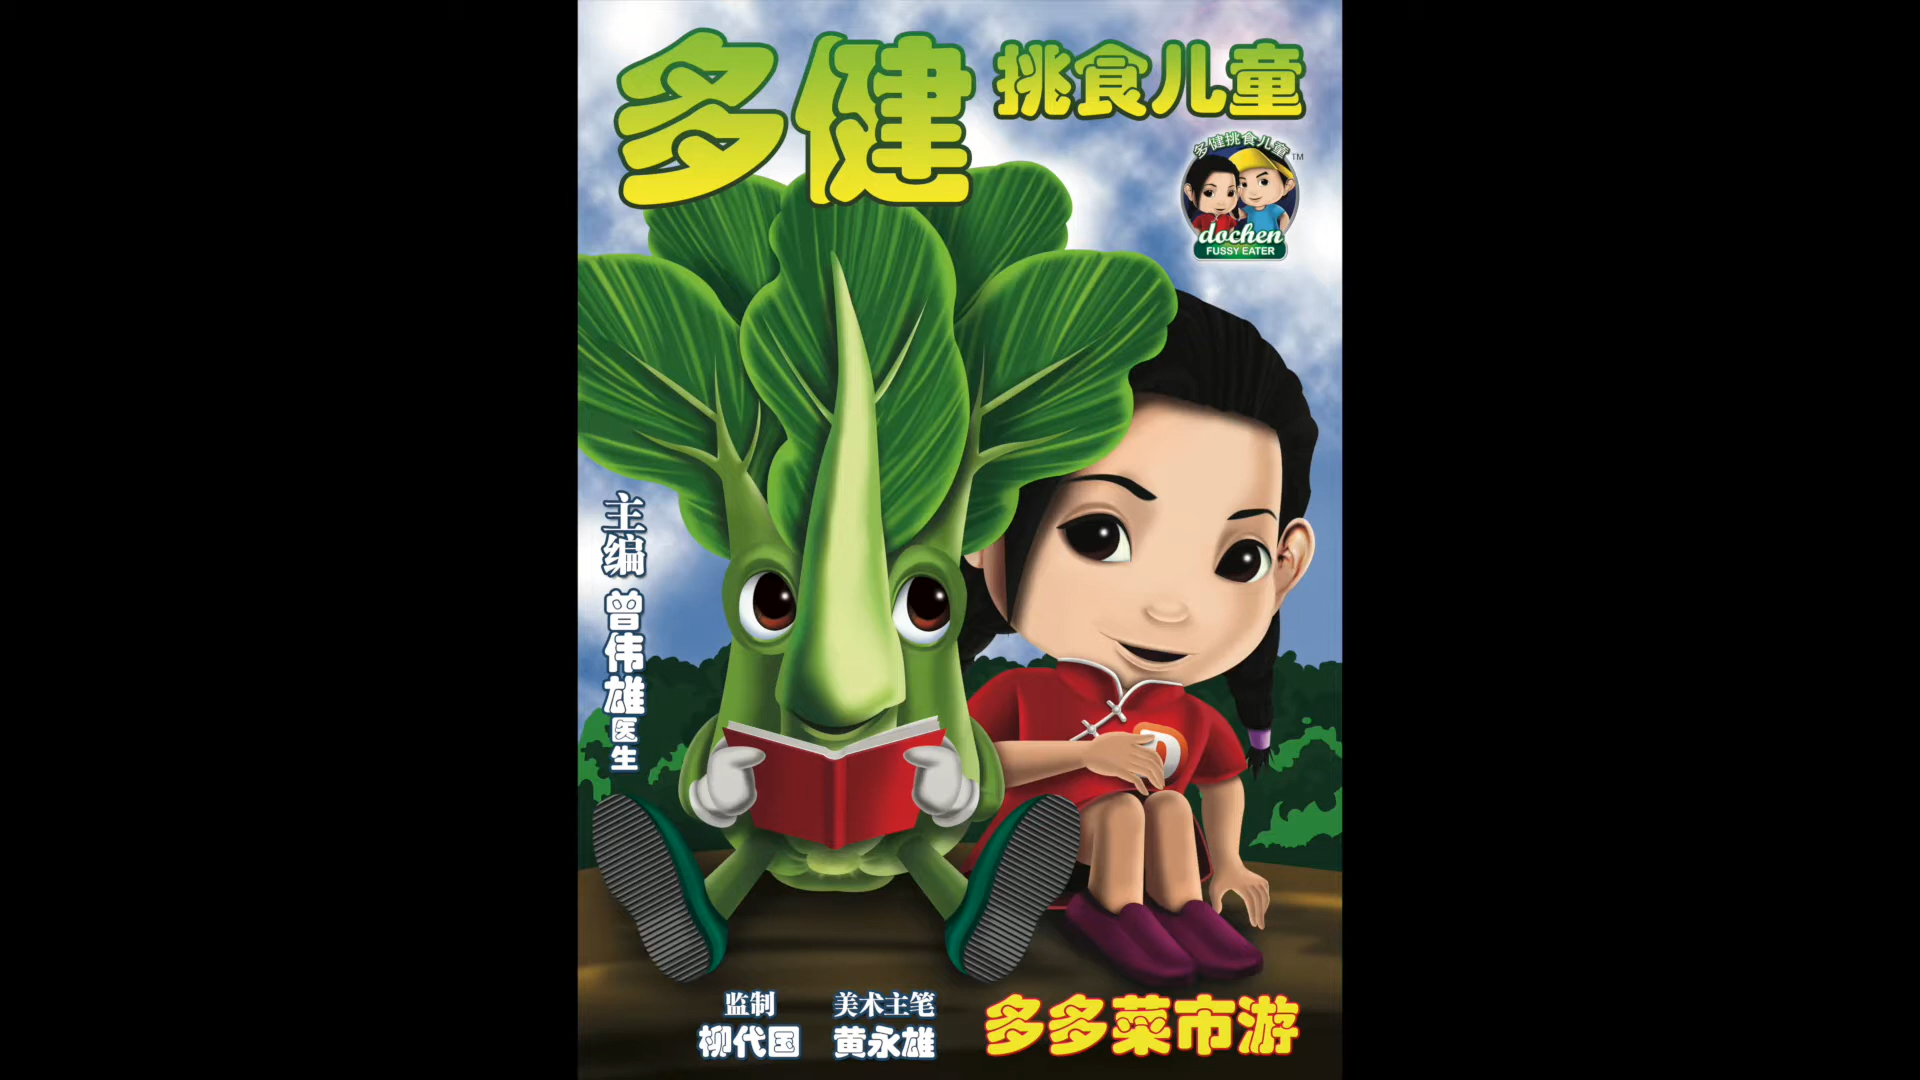 多健 挑食儿童
多健挑食儿童
TM
dochen
FUSSY EATER
主编
曾伟雄医生
D
监制
柳代国
美术主笔
黄永雄
多多菜市游